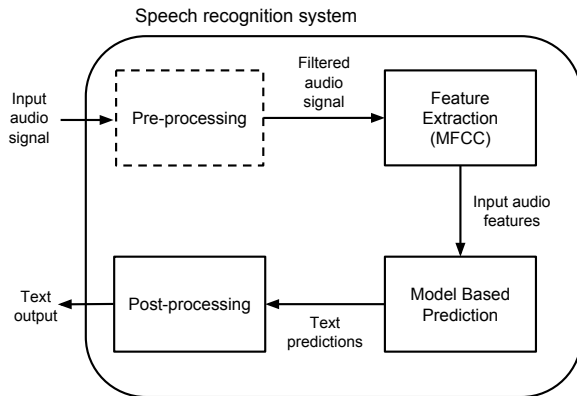 Speech recognition system
Input
audio
signal
Pre-processing
Filtered
audio
signal
Feature
Extraction
(MFCC)
Input audio
features
Model Based
Prediction
Text
predictions
Post-processing
Text
output